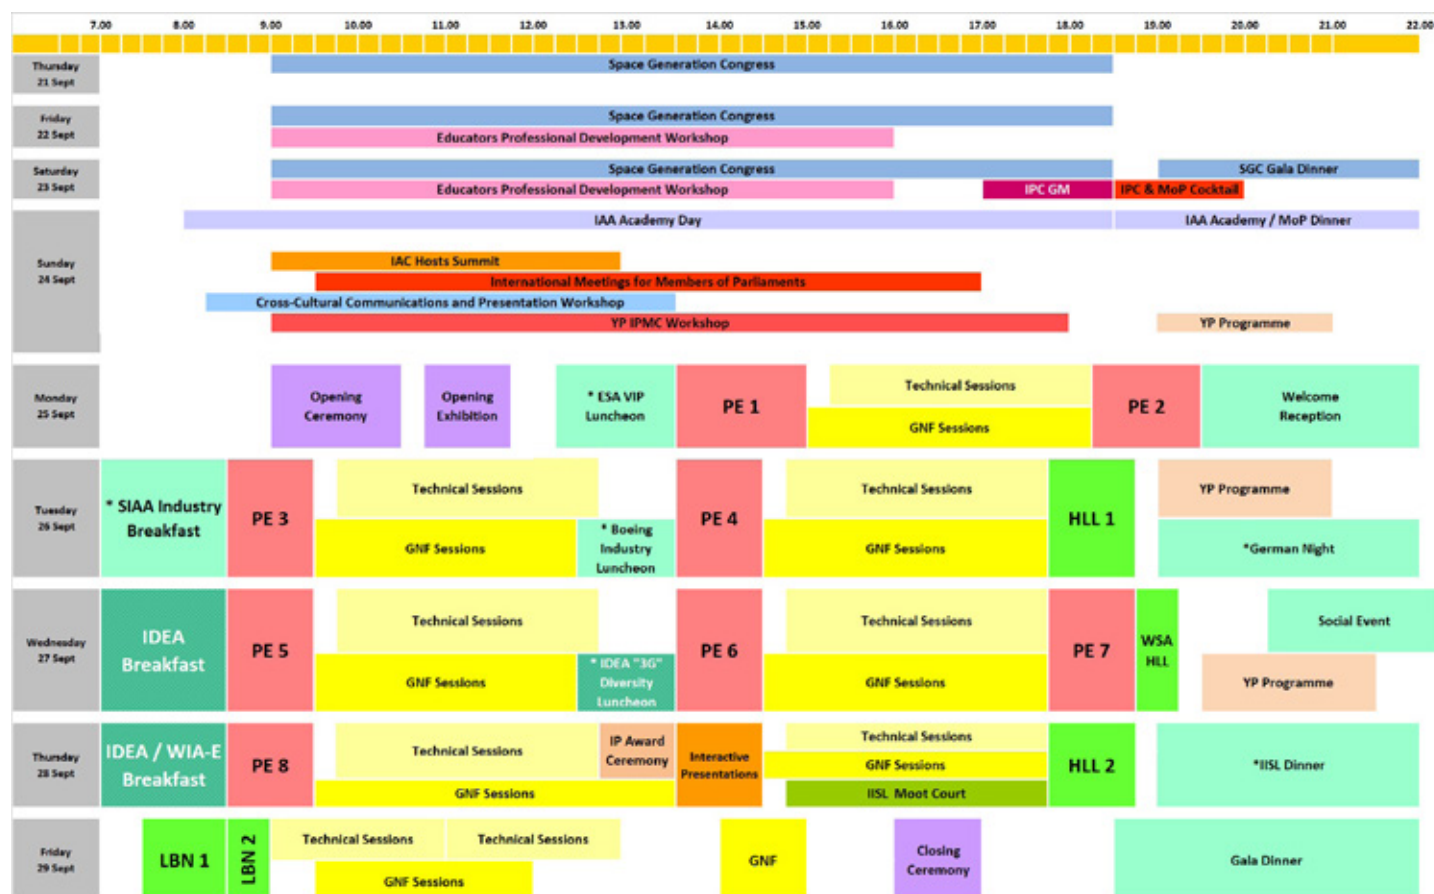 7.00 8.00 9.00 10.00 11.00 12.00 13.00 14.00 15.00 16.00 17.00 18.00 19.00 20.00 21.00 22.00
Thursday
21 Sept
Space Generation Congress
Friday
22 Sept
Space Generation Congress
Educators Professional Development Workshop
Saturday
23 Sept
Space Generation Congress
SGC Gala Dinner
Educators Professional Development Workshop
IPC GM
IPC & MoP Cocktail
Sunday
24 Sept
IAA Academy Day
IAA Academy / MoP Dinner
IAC Hosts Summit
International Meetings for Members of Parliaments
Cross-Cultural Communications and Presentation Workshop
YP IPMC Workshop
YP Programme
Monday
25 Sept
Opening
Ceremony
Opening
Exhibition
* ESA VIP
Luncheon
PE 1
Technical Sessions
GNF Sessions
PE 2
Welcome
Reception
Tuesday
26 Sept
* SIAA Industry
Breakfast
PE 3
Technical Sessions
GNF Sessions
* Boeing
Industry
Luncheon
PE 4
Technical Sessions
GNF Sessions
HLL 1
YP Programme
*German Night
Wednesday
27 Sept
IDEA
Breakfast
PE 5
Technical Sessions
GNF Sessions
* IDEA "3G"
Diversity
Luncheon
PE 6
Technical Sessions
GNF Sessions
PE 7
WSA
HLL
Social Event
YP Programme
Thursday
28 Sept
IDEA / WIA-E
Breakfast
PE 8
Technical Sessions
GNF Sessions
IP Award
Ceremony
Interactive
Presentations
Technical Sessions
GNF Sessions
IISL Moot Court
HLL 2
*IISL Dinner
Friday
29 Sept
LBN 1
LBN 2
Technical Sessions
Technical Sessions
GNF Sessions
GNF
Closing
Ceremony
Gala Dinner